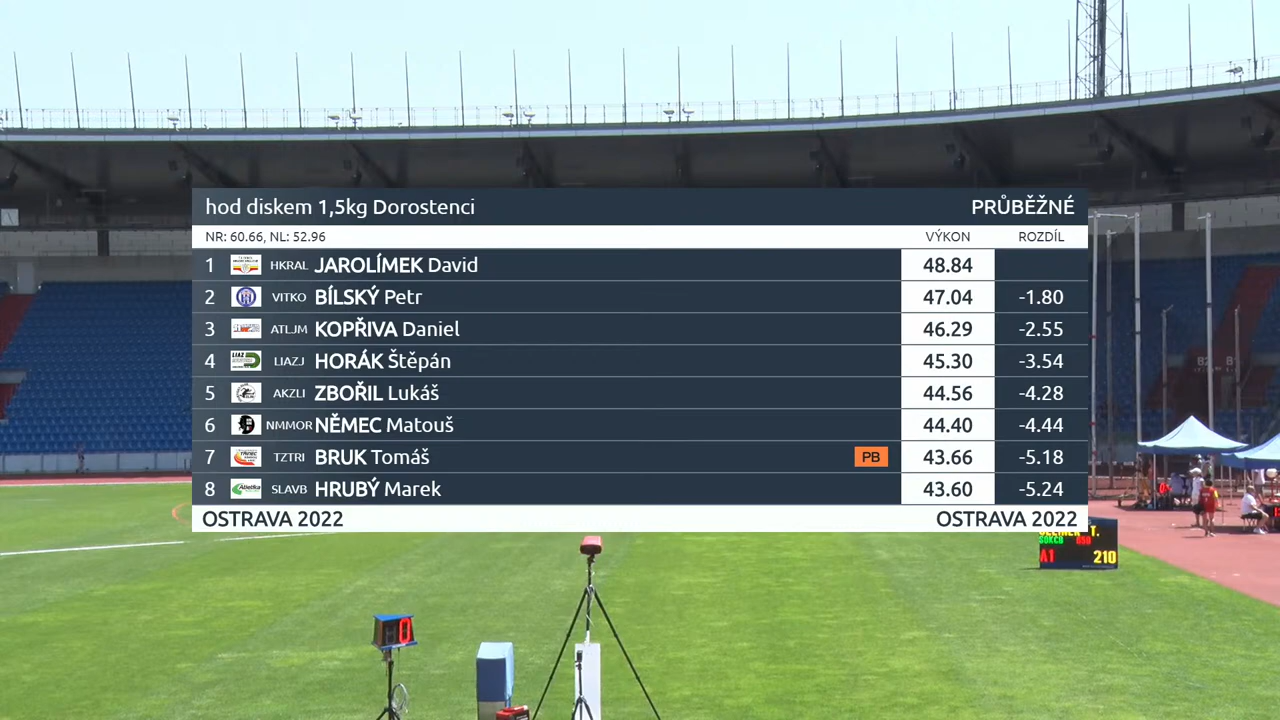 hod diskem 1,5kg Dorostenci PRŮBĚŽNÉ
NR: 60.66, NL: 52.96 VÝKON ROZDÍL
1 HKRAL JAROLÍMEK David 48.84
2 VITKO BÍLSKÝ Petr 47.04 -1.80
3 ATLJM KOPŘIVA Daniel 46.29 -2.55
4 LIAZ LIAZJ HORÁK Štěpán 45.30 -3.54
5 AKZLI ZBOŘIL Lukáš 44.56 -4.28
6 NMMOR NĚMEC Matouš 44.40 -4.44
7 TZTRI BRUK Tomáš PB 43.66 -5.18
8 SLAVB HRUBÝ Marek 43.60 -5.24
OSTRAVA 2022 OSTRAVA 2022
A1 210
0